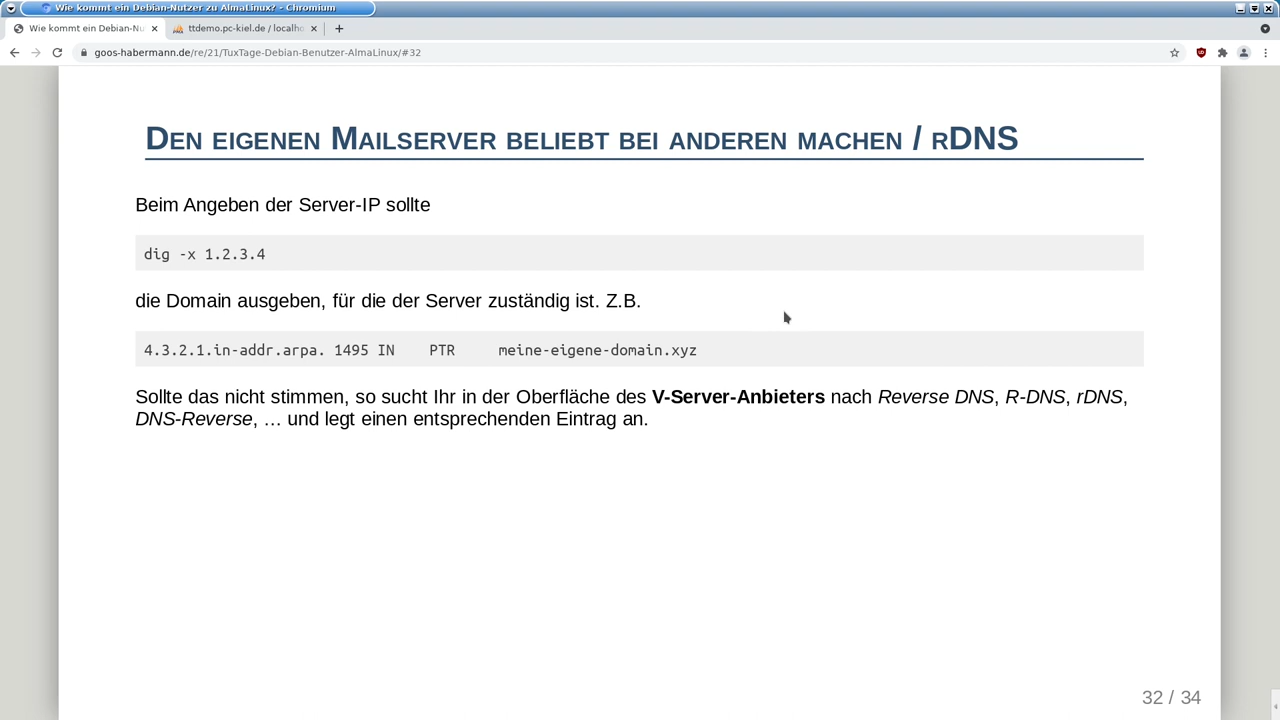 Wie kommt ein Debian-Nutzer zu AlmaLinux? - Chromium
Wie kommt ein Debian-Nu
ttdemo.pc-kiel.de / localho
goos-habermann.de/re/21/TuxTage-Debian-Benutzer-AlmaLinux/#32
Den eigenen Mailserver beliebt bei anderen machen / rDNS
Beim Angeben der Server-IP sollte
dig -x 1.2.3.4
die Domain ausgeben, für die der Server zuständig ist. Z.B.
4.3.2.1.in-addr.arpa. 1495 IN    PTR     meine-eigene-domain.xyz
Sollte das nicht stimmen, so sucht Ihr in der Oberfläche des V-Server-Anbieters nach Reverse DNS, R-DNS, rDNS,
DNS-Reverse, … und legt einen entsprechenden Eintrag an.
32 / 34